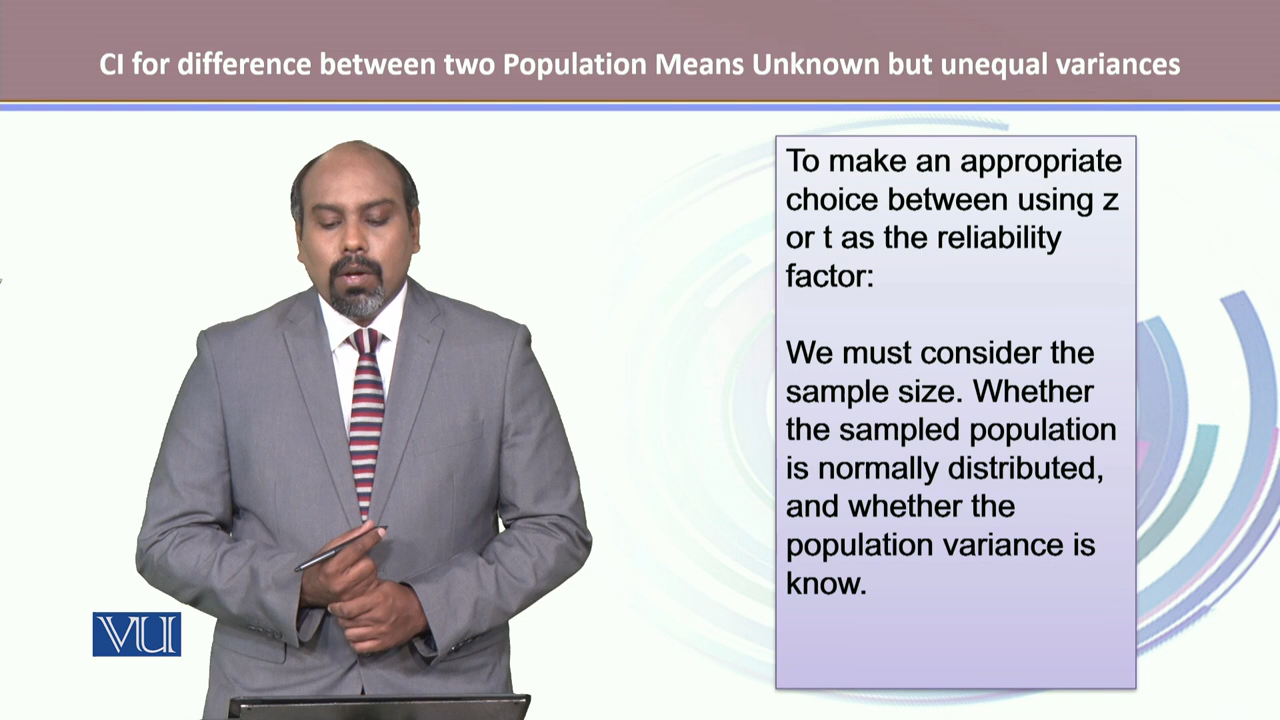 CI for difference between two Population Means Unknown but unequal variances
To make an appropriate
choice between using z
or t as the reliability
factor:
We must consider the
sample size. Whether
the sampled population
is normally distributed,
and whether the
population variance is
know.
VU